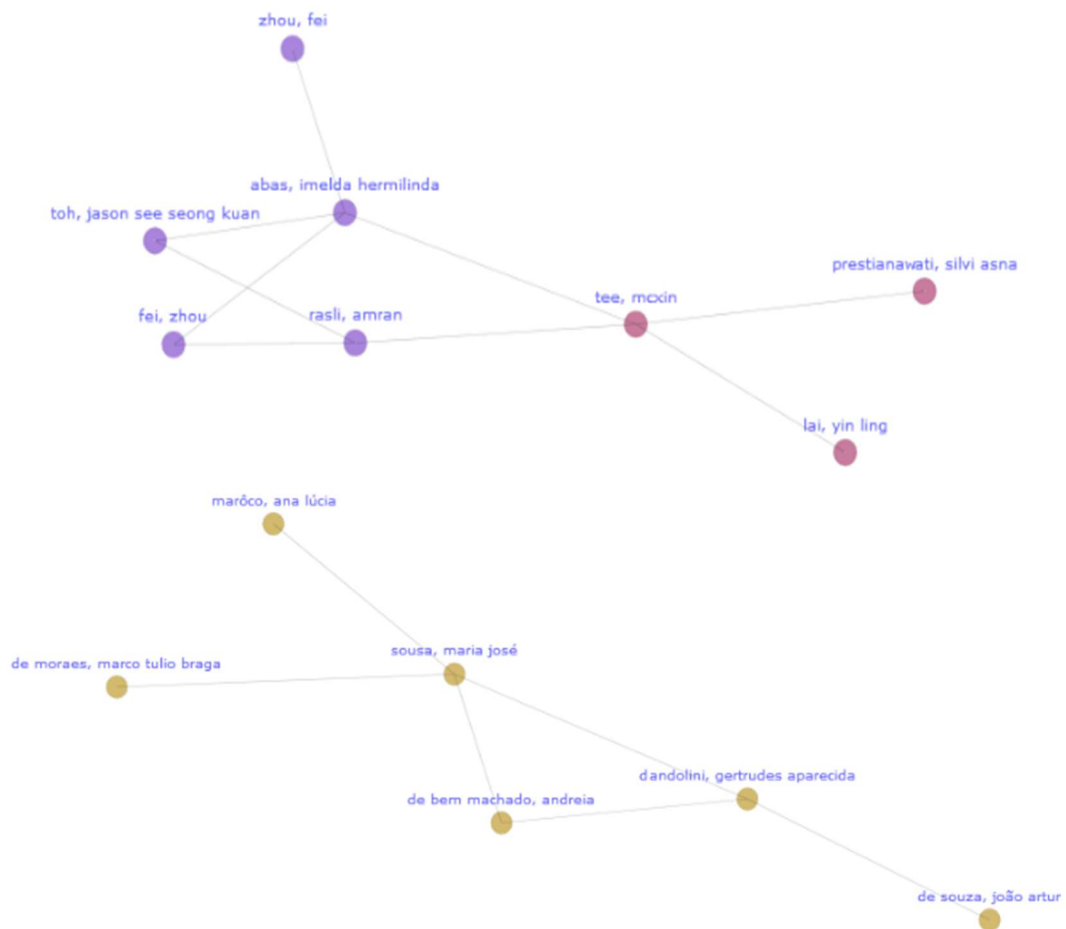 zhou, fei
abas, imelda hermilinda
toh, jason see seong kuan
prestianawati, silvi asna
tee, mcxin
fei, zhou
rasli, amran
lai, yin ling
marôco, ana lúcia
sousa, maria josé
de moraes, marco tulio braga
dandolini, gertrudes aparecida
de bem machado, andreia
de souza, joão artur